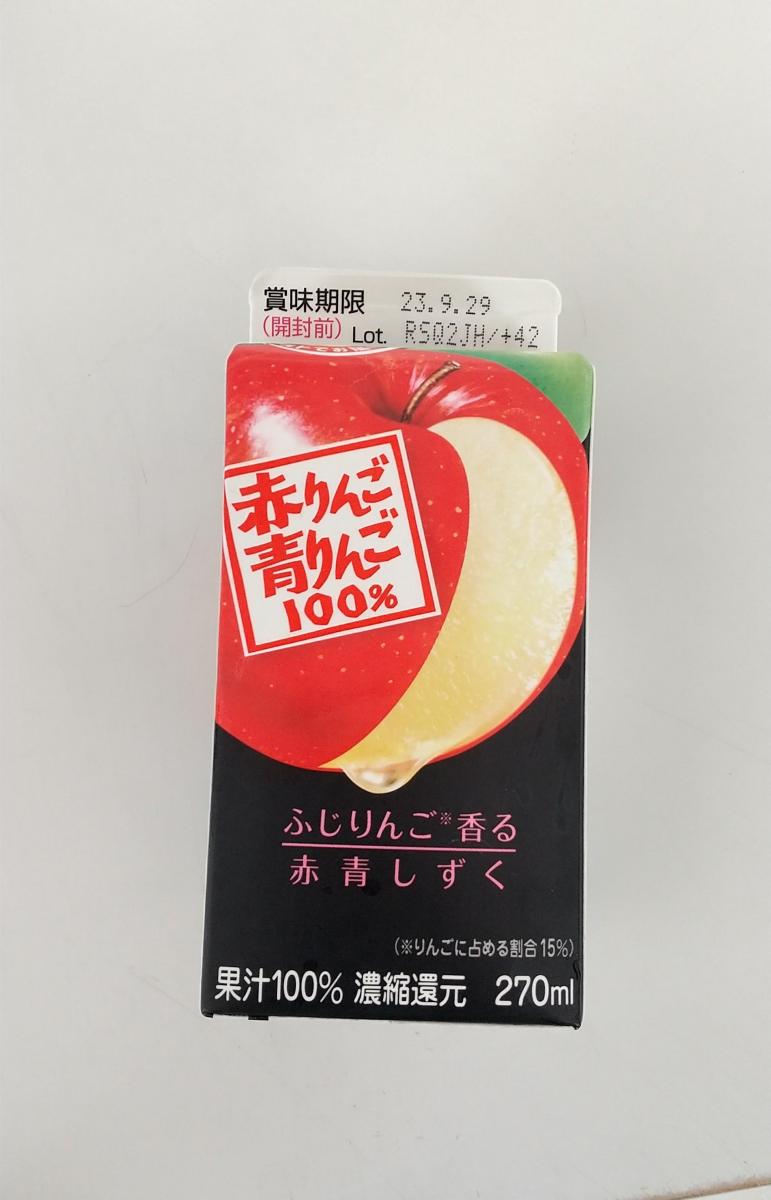 賞味期限 23.9.29
(開封前) Lot. RSQ2JH/+42
赤りんご
青りんご
100%
ふじりんご※香る
赤青しずく
(※りんごに占める割合15%)
果汁100% 濃縮還元 270ml